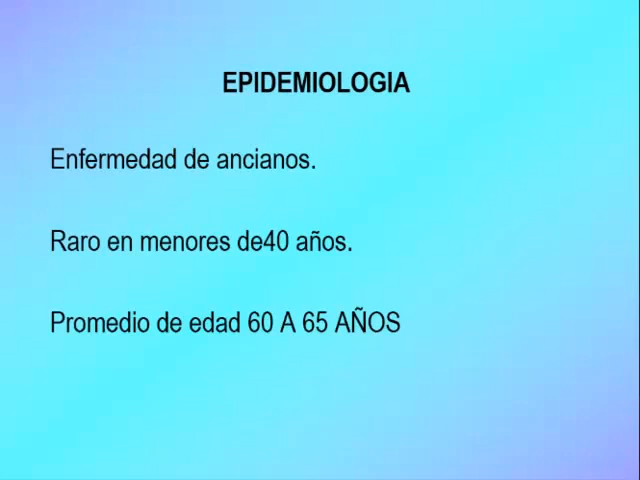 EPIDEMIOLOGIA
Enfermedad de ancianos.
Raro en menores de40 años.
Promedio de edad 60 A 65 AÑOS